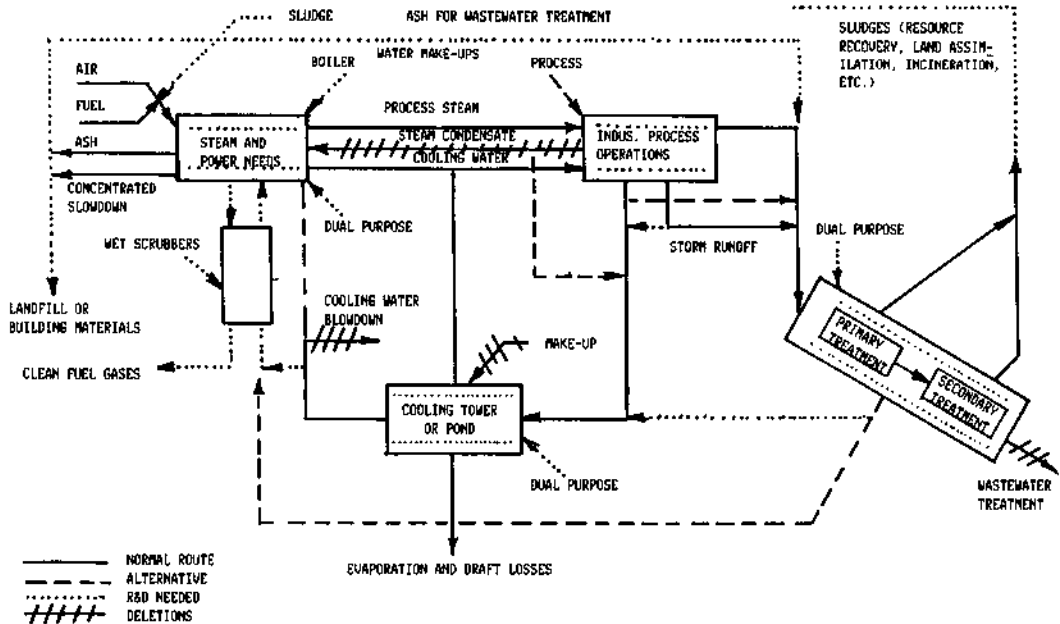 SLUDGE
ASH FOR WASTEWATER TREATMENT
SLUDGES (RESOURCE
RECOVERY, LAND ASSIM-
ILATION, INCINERATION,
ETC.)
WATER MAKE-UPS
AIR
BOILER
PROCESS
FUEL
PROCESS STEAM
ASH
STEAM AND
POWER NEEDS
STEAM CONDENSATE
COOLING WATER
INDUS. PROCESS
OPERATIONS
CONCENTRATED
SLOWDOWN
DUAL PURPOSE
DUAL PURPOSE
WET SCRUBBERS
STORM RUNOFF
LANDFILL OR
BUILDING MATERIALS
COOLING WATER
BLOWDOWN
MAKE-UP
PRIMARY
TREATMENT
CLEAN FUEL GASES
COOLING TOWER
OR POND
SECONDARY
TREATMENT
DUAL PURPOSE
WASTEWATER
TREATMENT
EVAPORATION AND DRAFT LOSSES
NORMAL ROUTE
ALTERNATIVE
R&D NEEDED
DELETIONS